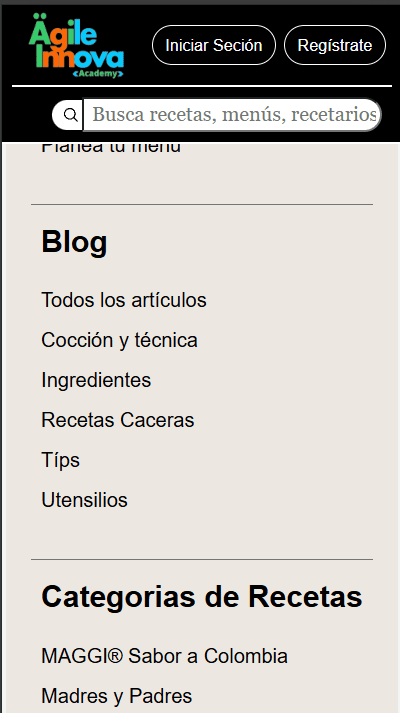 Ägile
Innova
<Academy>
Iniciar Seción
Regístrate
Busca recetas, menús, recetarios
Planea tu menú
Blog
Todos los artículos
Cocción y técnica
Ingredientes
Recetas Caceras
Típs
Utensilios
Categorias de Recetas
MAGGI® Sabor a Colombia
Madres y Padres